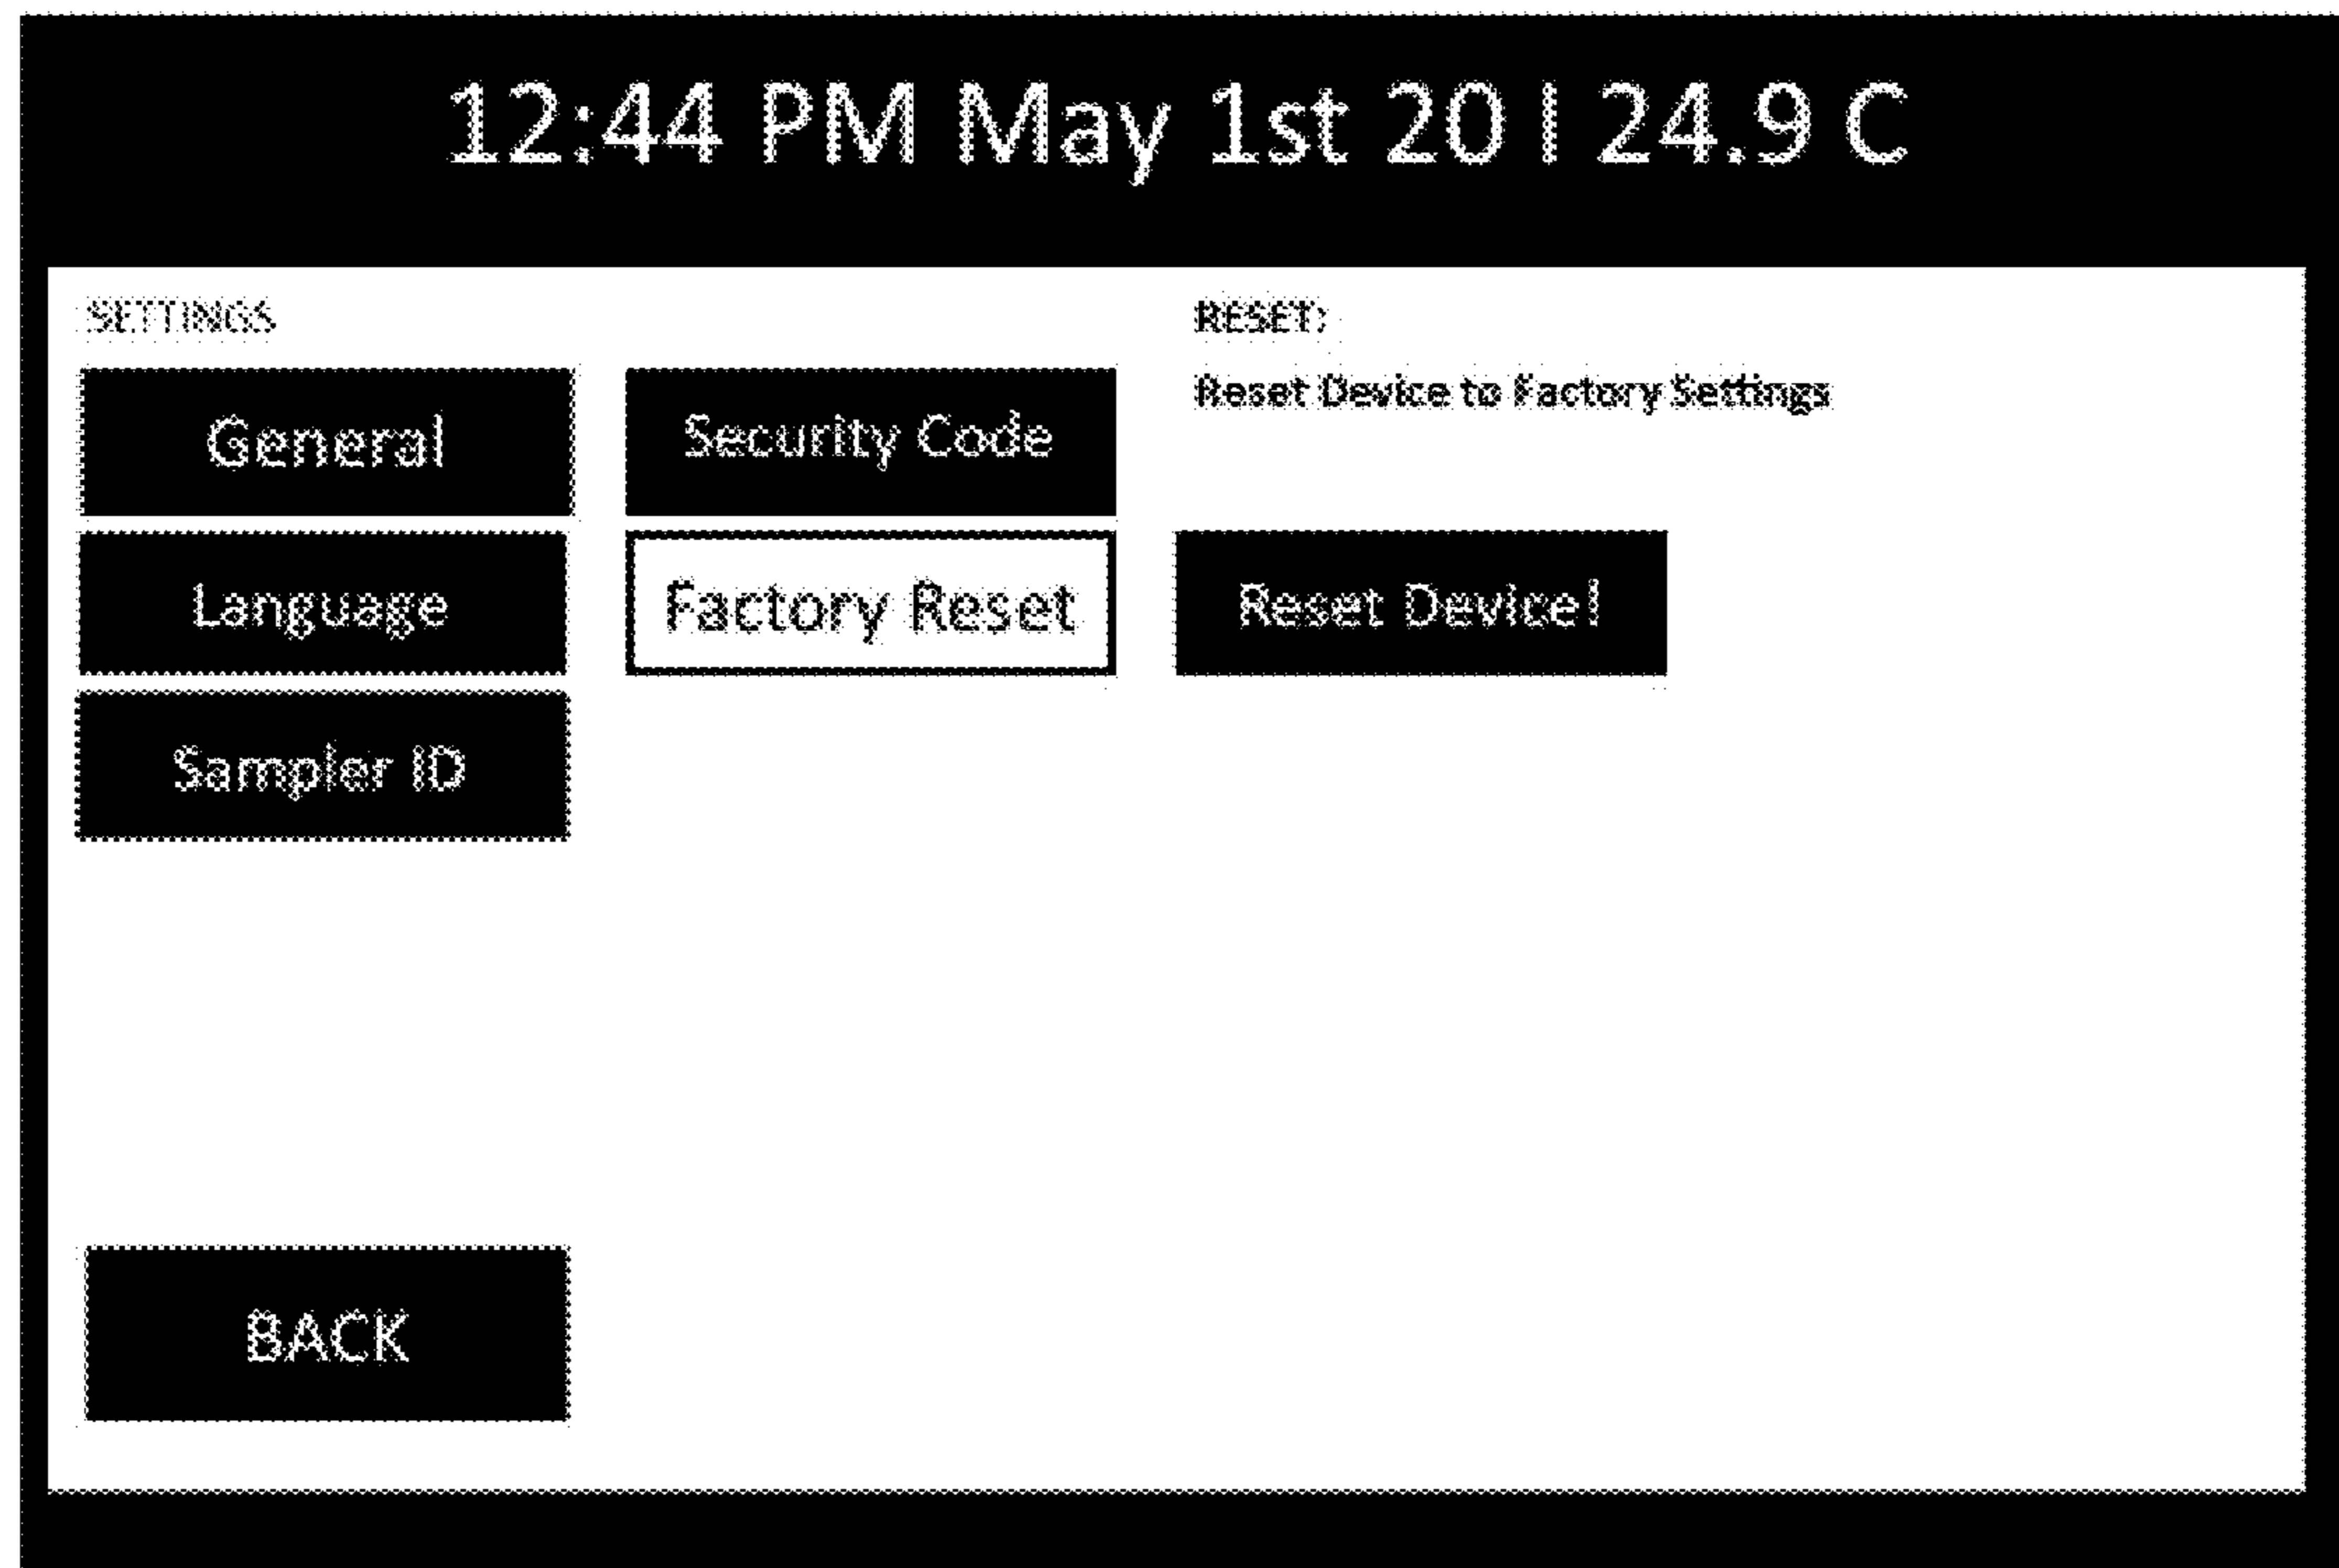 12:44 PM May 1st 20 | 24.9 C
SETTINGS
General
Security Code
Language
Factory Reset
Sampler ID
BACK
RESET:
Reset Device to Factory Settings
Reset Device!